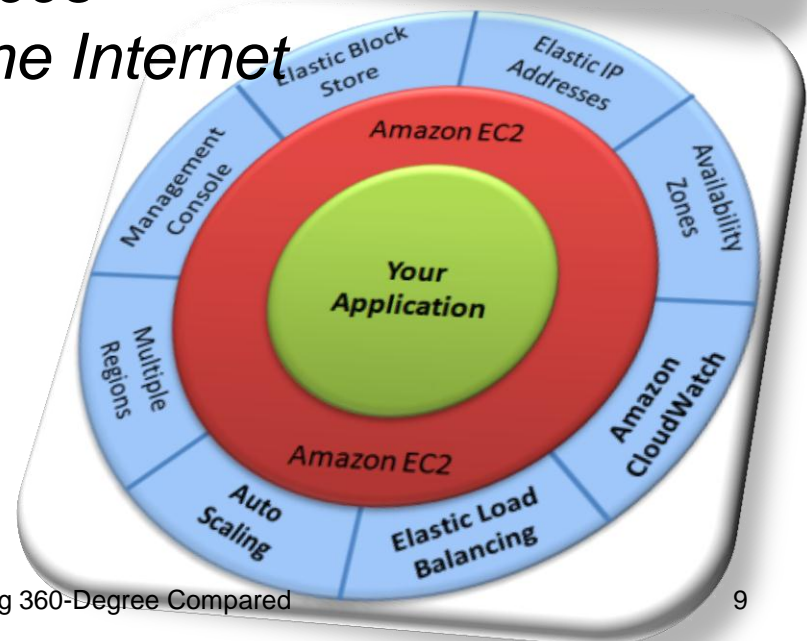 ne Internet
Elastic Block
Store
Elastic IP
Addresses
Availability
Zones
Amazon
CloudWatch
Elastic Load
Balancing
Auto
Scaling
Multiple
Regions
Management
Console
Amazon EC2
Your
Application
Amazon EC2
g 360-Degree Compared
9